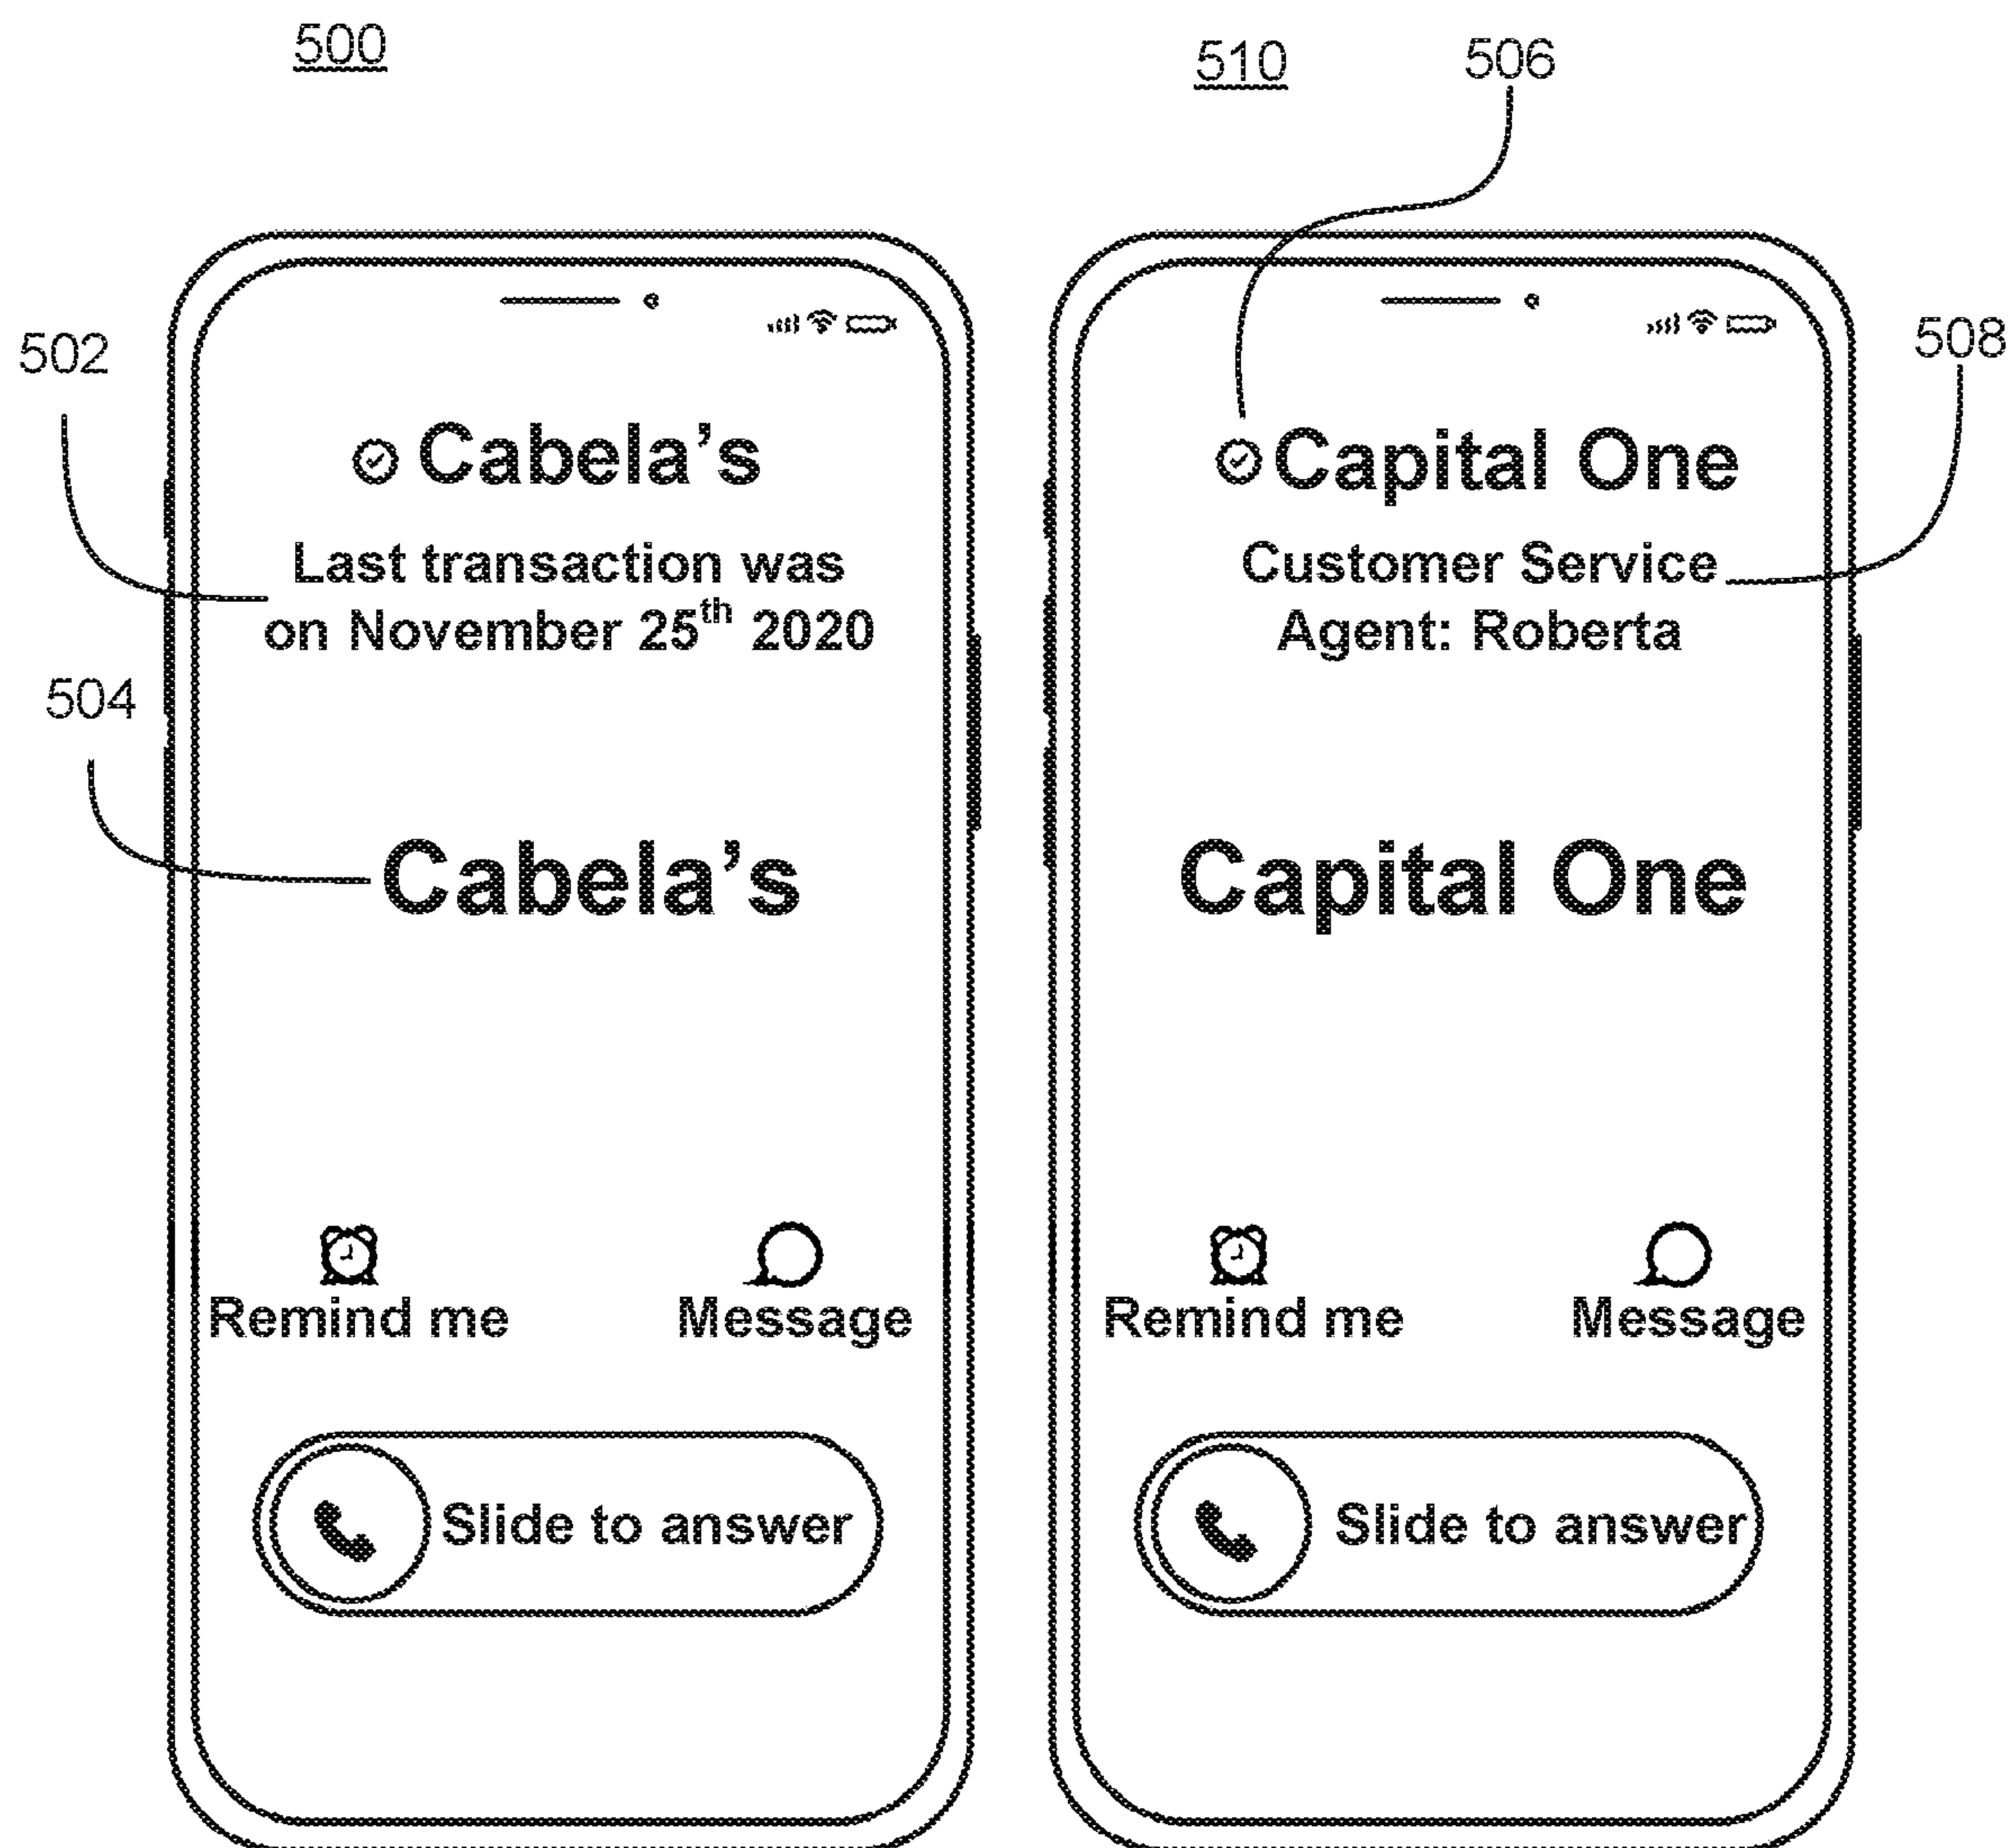 500
510
506
502
508
504
Cabela’s
Last transaction was
on November 25th 2020
Cabela’s
Remind me
Message
Slide to answer
Capital One
Customer Service
Agent: Roberta
Capital One
Remind me
Message
Slide to answer